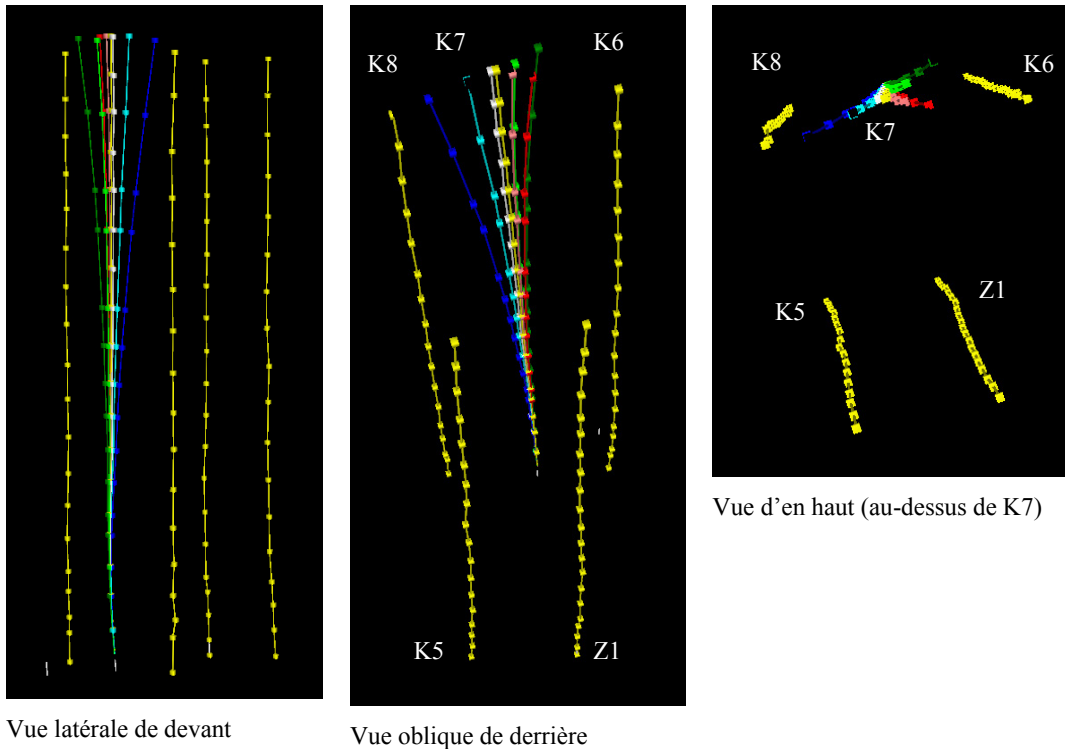 K8
K7
K6
K5
Z1
K8
K6
K7
K5
Z1
Vue d'en haut (au-dessus de K7)
Vue latérale de devant
Vue oblique de derrière